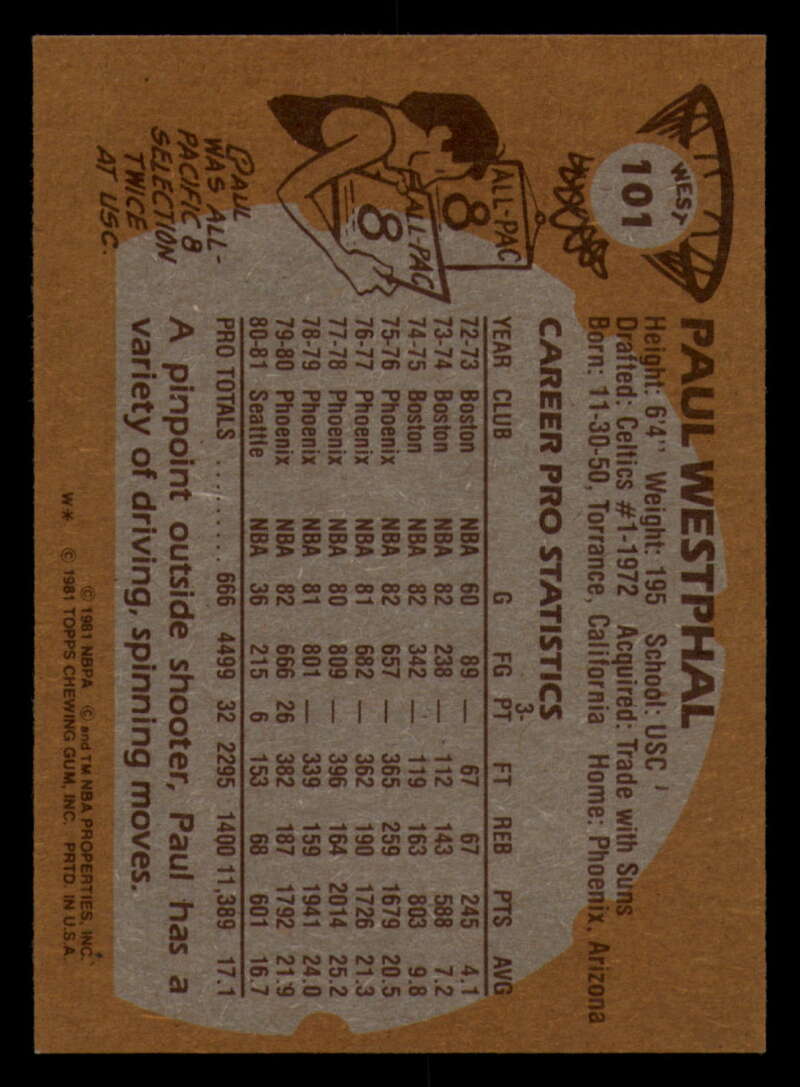 WEST
101
PAUL WESTPHAL
Height: 6'4" Weight: 195 School: USC
Drafted: Celtics #1-1972 Acquired: Trade with Suns
Born: 11-30-50, Torrance, California Home: Phoenix, Arizona
CAREER PRO STATISTICS
YEAR CLUB G FG 3-PT FT REB PTS AVG
72-73 Boston NBA 60 89 — 67 67 245 4.1
73-74 Boston NBA 82 238 — 112 143 588 7.2
74-75 Boston NBA 82 342 — 119 163 803 9.8
75-76 Phoenix NBA 82 657 — 365 259 1679 20.5
76-77 Phoenix NBA 81 682 — 362 190 1726 21.3
77-78 Phoenix NBA 80 809 — 396 164 2014 25.2
78-79 Phoenix NBA 81 801 — 339 159 1941 24.0
79-80 Phoenix NBA 82 666 26 382 187 1792 21.9
80-81 Seattle NBA 36 215 6 153 68 601 16.7
PRO TOTALS .......... 666 4499 32 2295 1400 11,389 17.1
ALL-PAC
8
ALL-PAC
8
PAUL
WAS ALL-
PACIFIC 8
SELECTION
TWICE
AT USC.
A pinpoint outside shooter, Paul has a
variety of driving, spinning moves.
© 1981 NBPA © and TM NBA PROPERTIES, INC.
W* © 1981 TOPPS CHEWING GUM, INC. PRTD. IN U.S.A.